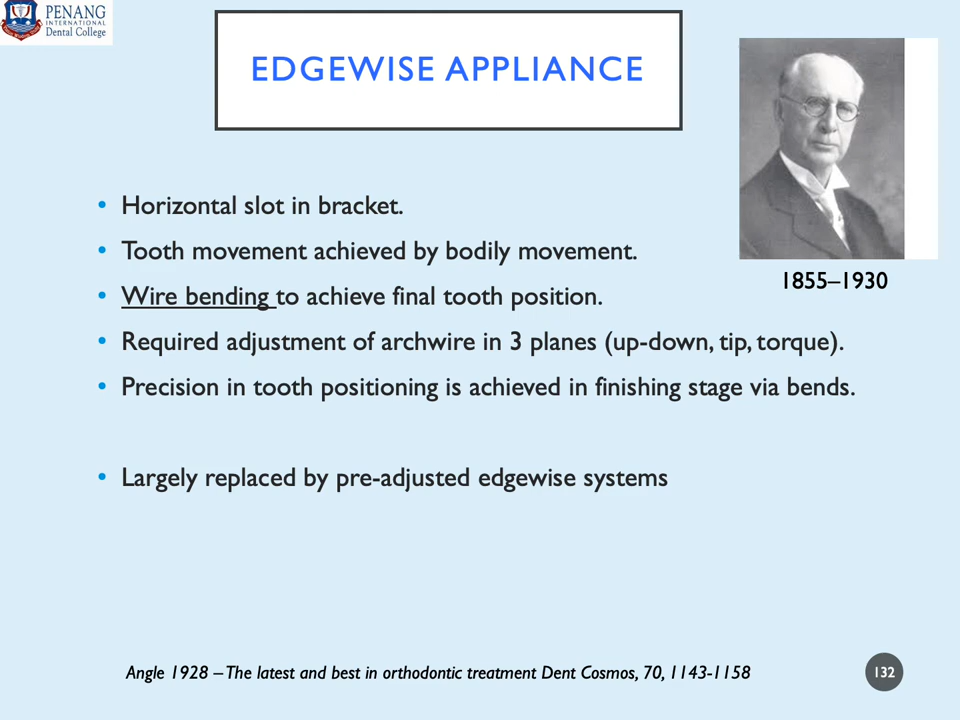 PENANG
INTERNATIONAL
Dental College
EDGEWISE APPLIANCE
• Horizontal slot in bracket.
• Tooth movement achieved by bodily movement.
1855–1930
• Wire bending to achieve final tooth position.
• Required adjustment of archwire in 3 planes (up-down, tip, torque).
• Precision in tooth positioning is achieved in finishing stage via bends.
• Largely replaced by pre-adjusted edgewise systems
Angle 1928 – The latest and best in orthodontic treatment Dent Cosmos, 70, 1143-1158
132